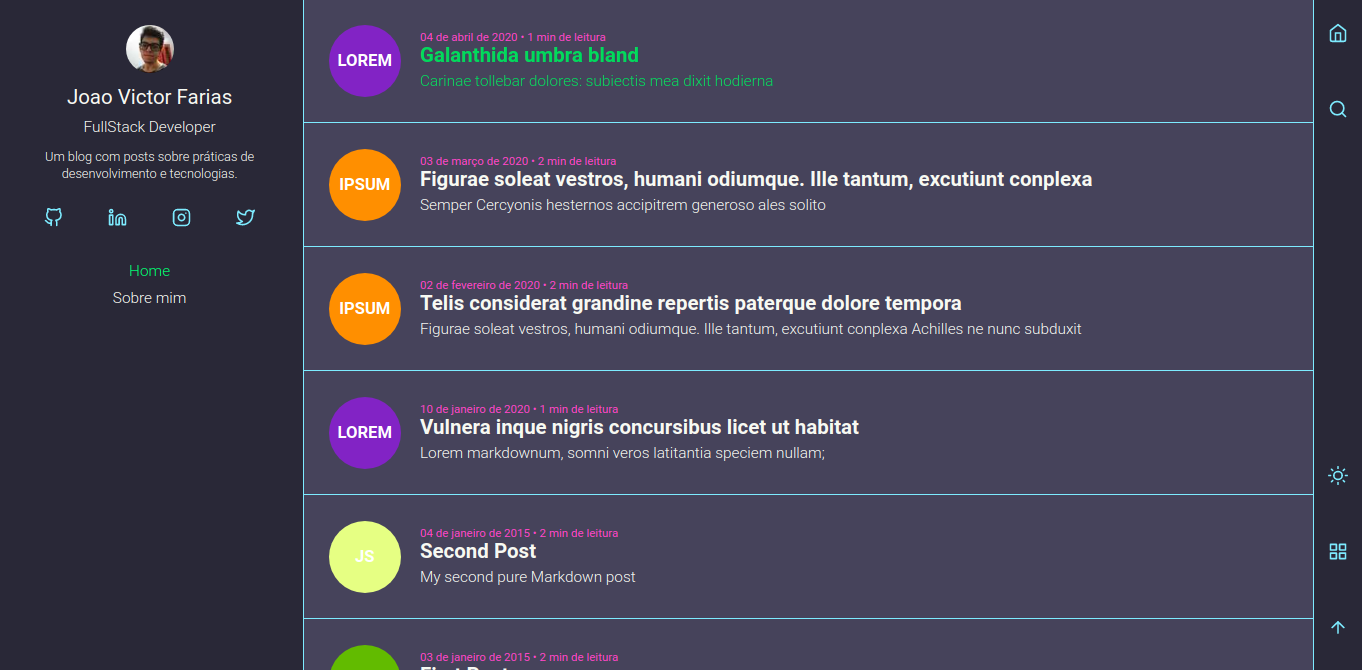 Joao Victor Farias
FullStack Developer
Um blog com posts sobre práticas de
desenvolvimento e tecnologias.
Home
Sobre mim
LOREM
04 de abril de 2020 • 1 min de leitura
Galanthida umbra bland
Carinae tollebar dolores: subiectis mea dixit hodierna
IPSUM
03 de março de 2020 • 2 min de leitura
Figurae soleat vestros, humani odiumque. Ille tantum, excutiunt conplexa
Semper Cercyonis hesternos accipitrem generoso ales solito
IPSUM
02 de fevereiro de 2020 • 2 min de leitura
Telis considerat grandine repertis paterque dolore tempora
Figurae soleat vestros, humani odiumque. Ille tantum, excutiunt conplexa Achilles ne nunc subduxit
LOREM
10 de janeiro de 2020 • 1 min de leitura
Vulnera inque nigris concursibus licet ut habitat
Lorem markdownum, somni veros latitantia speciem nullam;
JS
04 de janeiro de 2015 • 2 min de leitura
Second Post
My second pure Markdown post
03 de janeiro de 2015 • 2 min de leitura